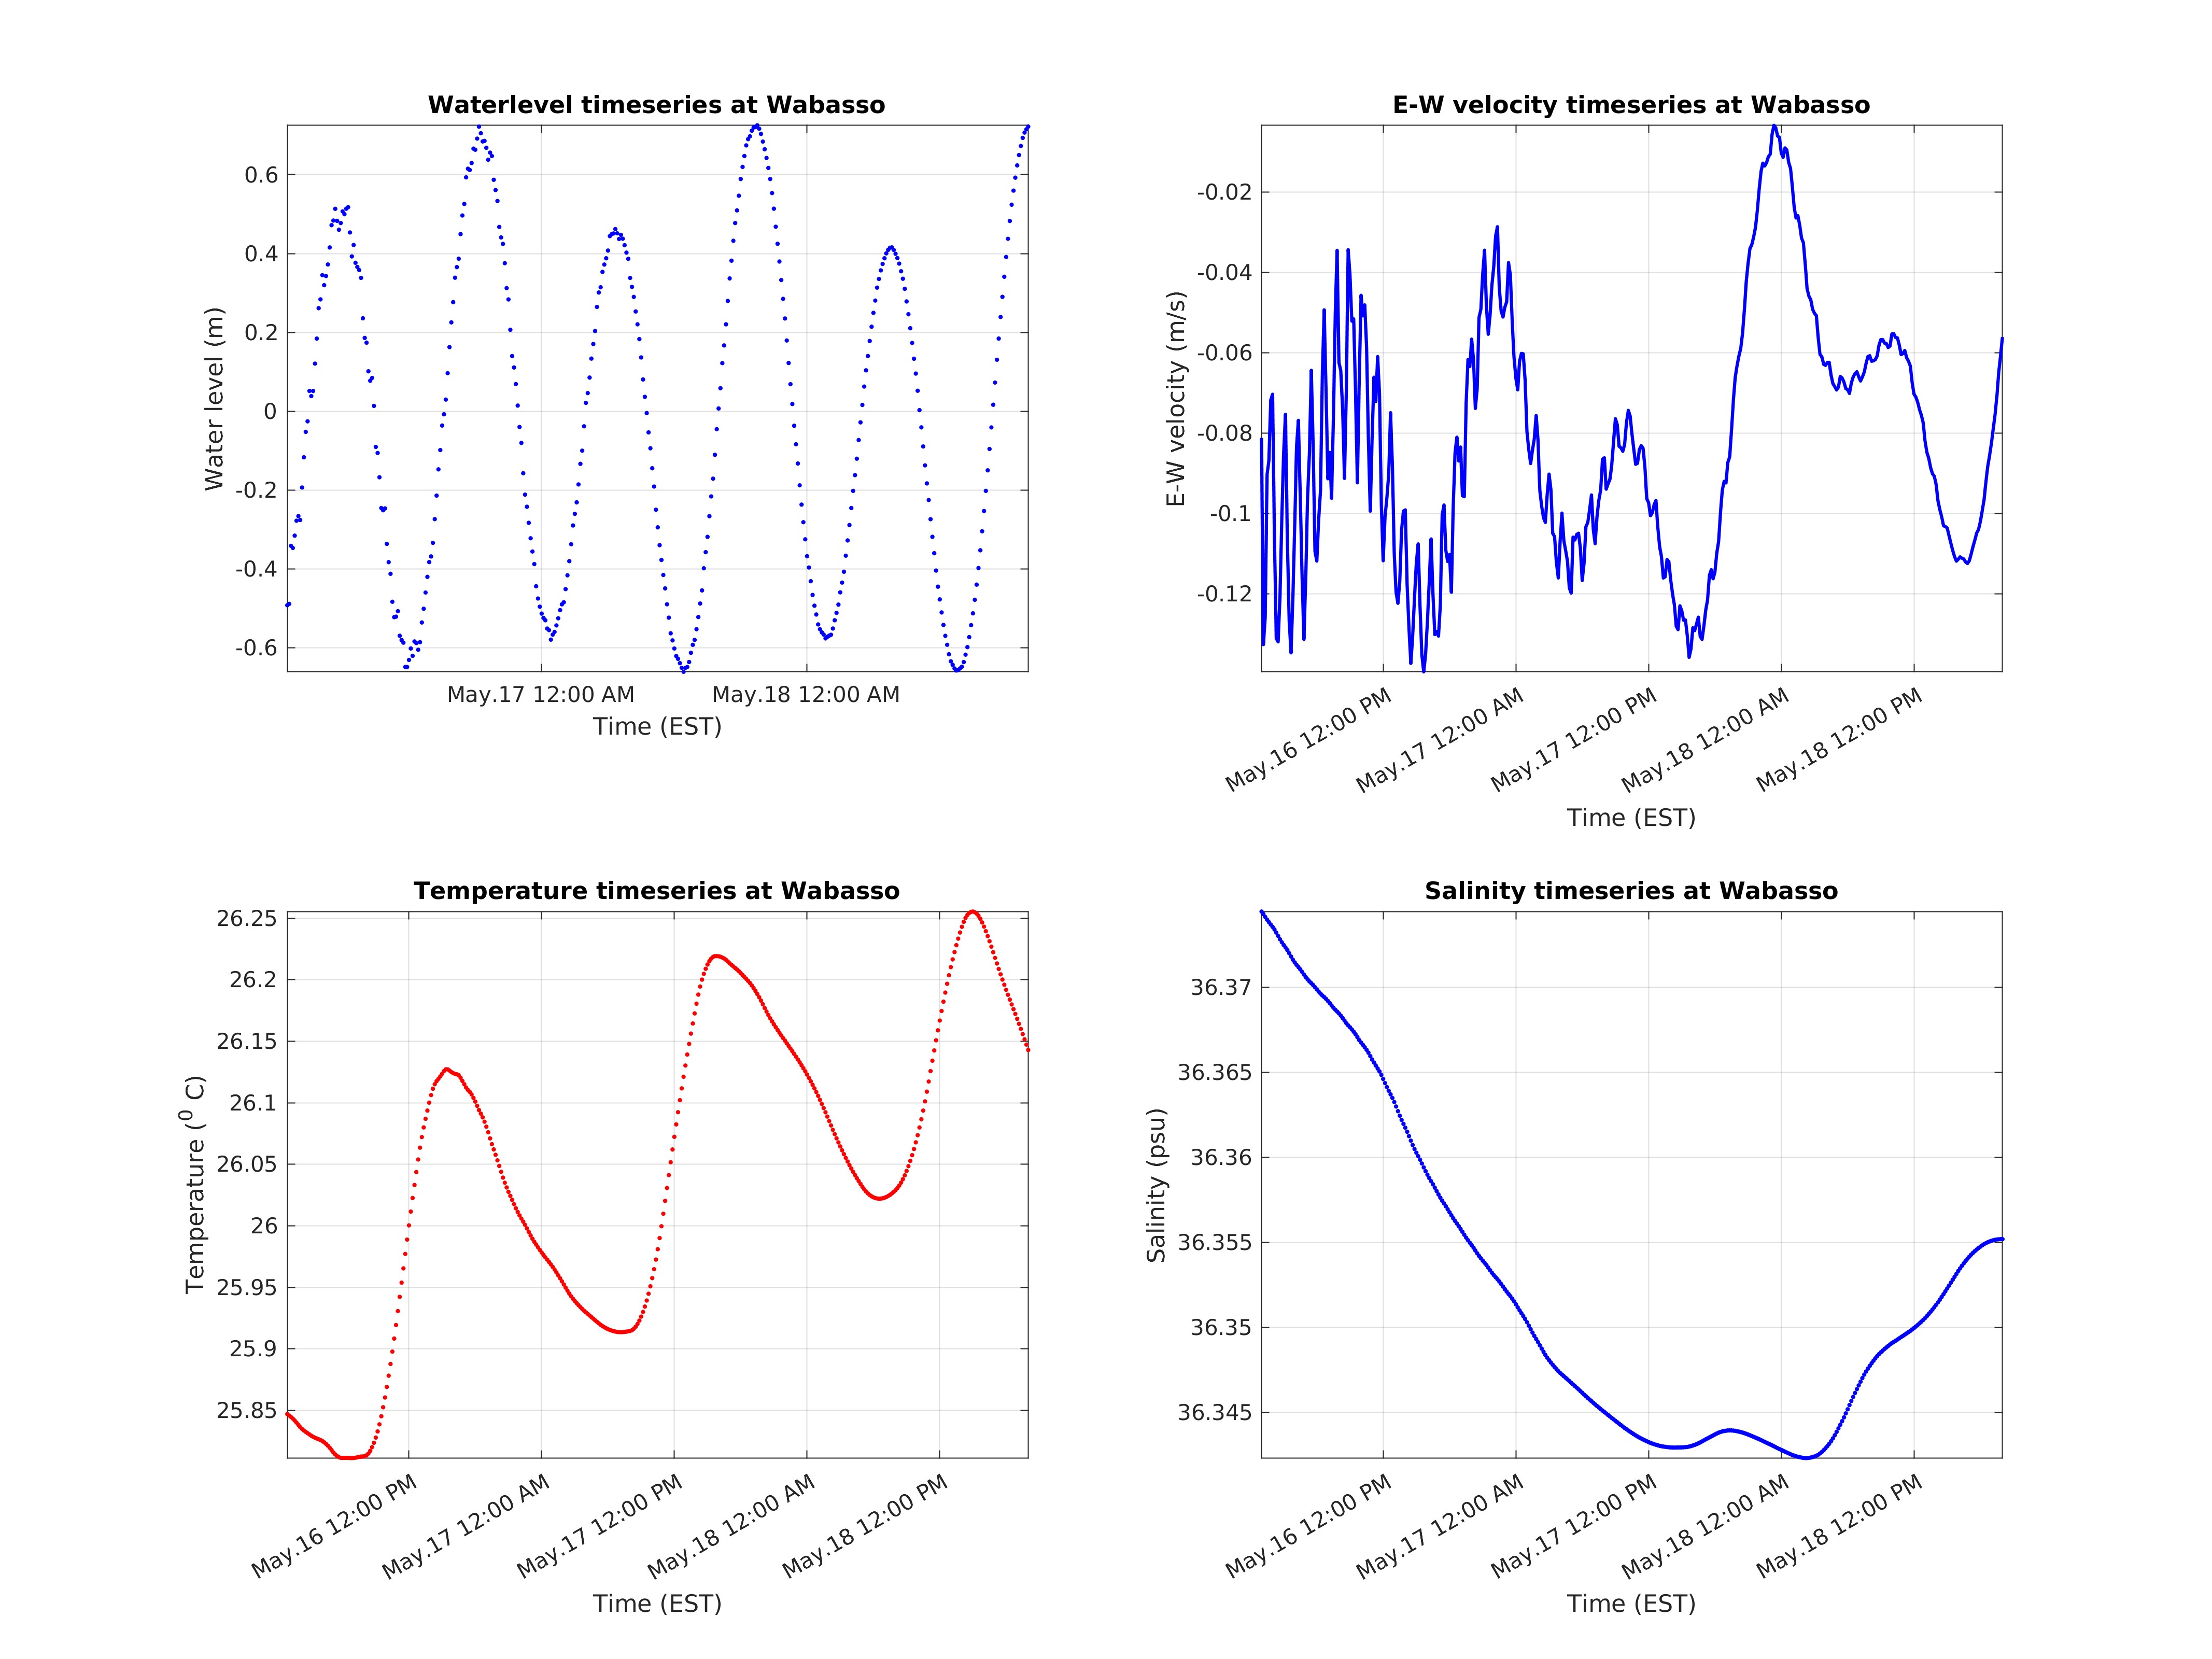 Waterlevel timeseries at Wabasso
0.6
0.4
0.2
0
-0.2
-0.4
-0.6
Water level (m)
May.17 12:00 AM
May.18 12:00 AM
Time (EST)
E-W velocity timeseries at Wabasso
-0.02
-0.04
-0.06
-0.08
-0.1
-0.12
E-W velocity (m/s)
May.16 12:00 PM
May.17 12:00 AM
May.17 12:00 PM
May.18 12:00 AM
May.18 12:00 PM
Time (EST)
Temperature timeseries at Wabasso
26.25
26.2
26.15
26.1
26.05
26
25.95
25.9
25.85
Temperature (⁰ C)
May.16 12:00 PM
May.17 12:00 AM
May.17 12:00 PM
May.18 12:00 AM
May.18 12:00 PM
Time (EST)
Salinity timeseries at Wabasso
36.37
36.365
36.36
36.355
36.35
36.345
Salinity (psu)
May.16 12:00 PM
May.17 12:00 AM
May.17 12:00 PM
May.18 12:00 AM
May.18 12:00 PM
Time (EST)